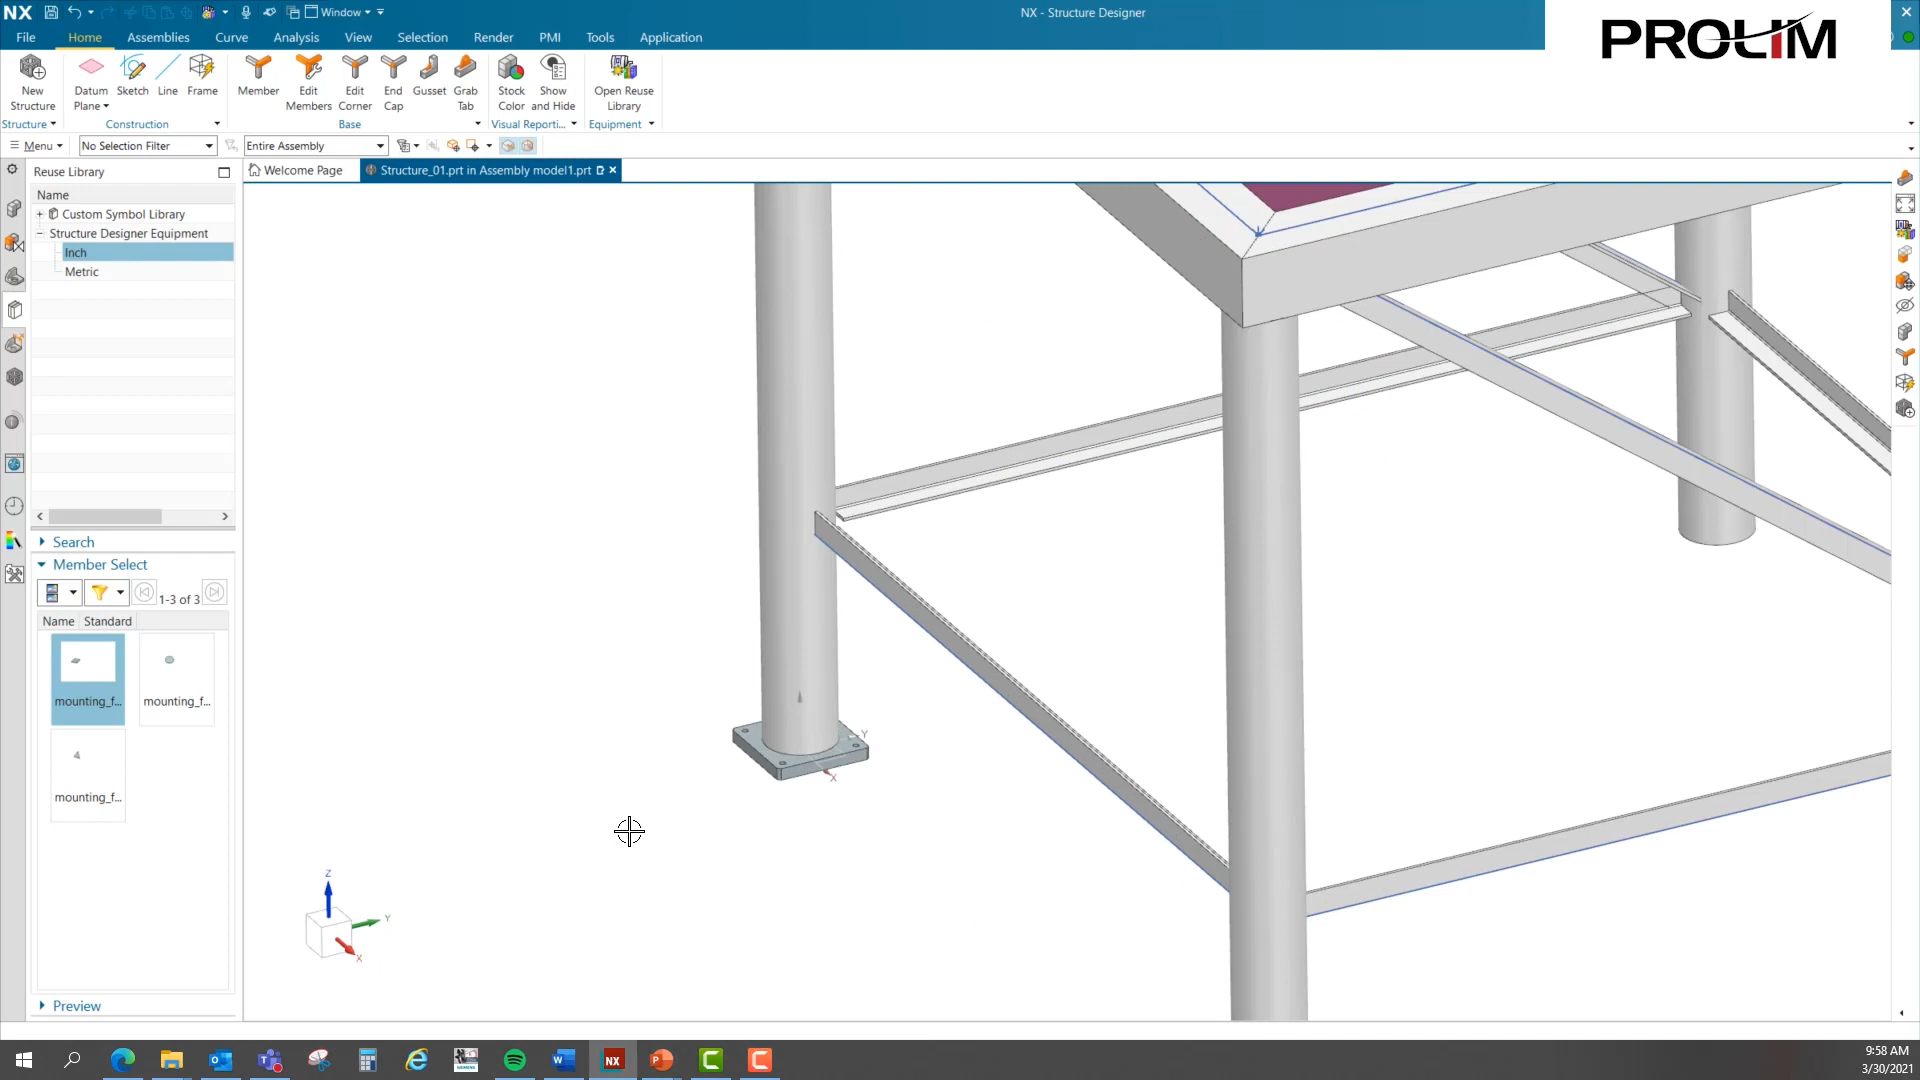 NX
Window
NX - Structure Designer
PROLIM
File
Home
Assemblies
Curve
Analysis
View
Selection
Render
PMI
Tools
Application
New Structure
Datum Plane
Sketch
Line
Frame
Member
Edit Members
Edit Corner
End Cap
Gusset
Grab Tab
Stock Color
Show and Hide
Open Reuse Library
Structure
Construction
Base
Visual Reporti...
Equipment
Menu
No Selection Filter
Entire Assembly
Reuse Library
Welcome Page
Structure_01.prt in Assembly model1.prt
Name
Custom Symbol Library
Structure Designer Equipment
Inch
Metric
Search
Member Select
1-3 of 3
Name Standard
mounting_f...
mounting_f...
mounting_f...
Preview
Y
X
Z
Y
X
9:58 AM
3/30/2021